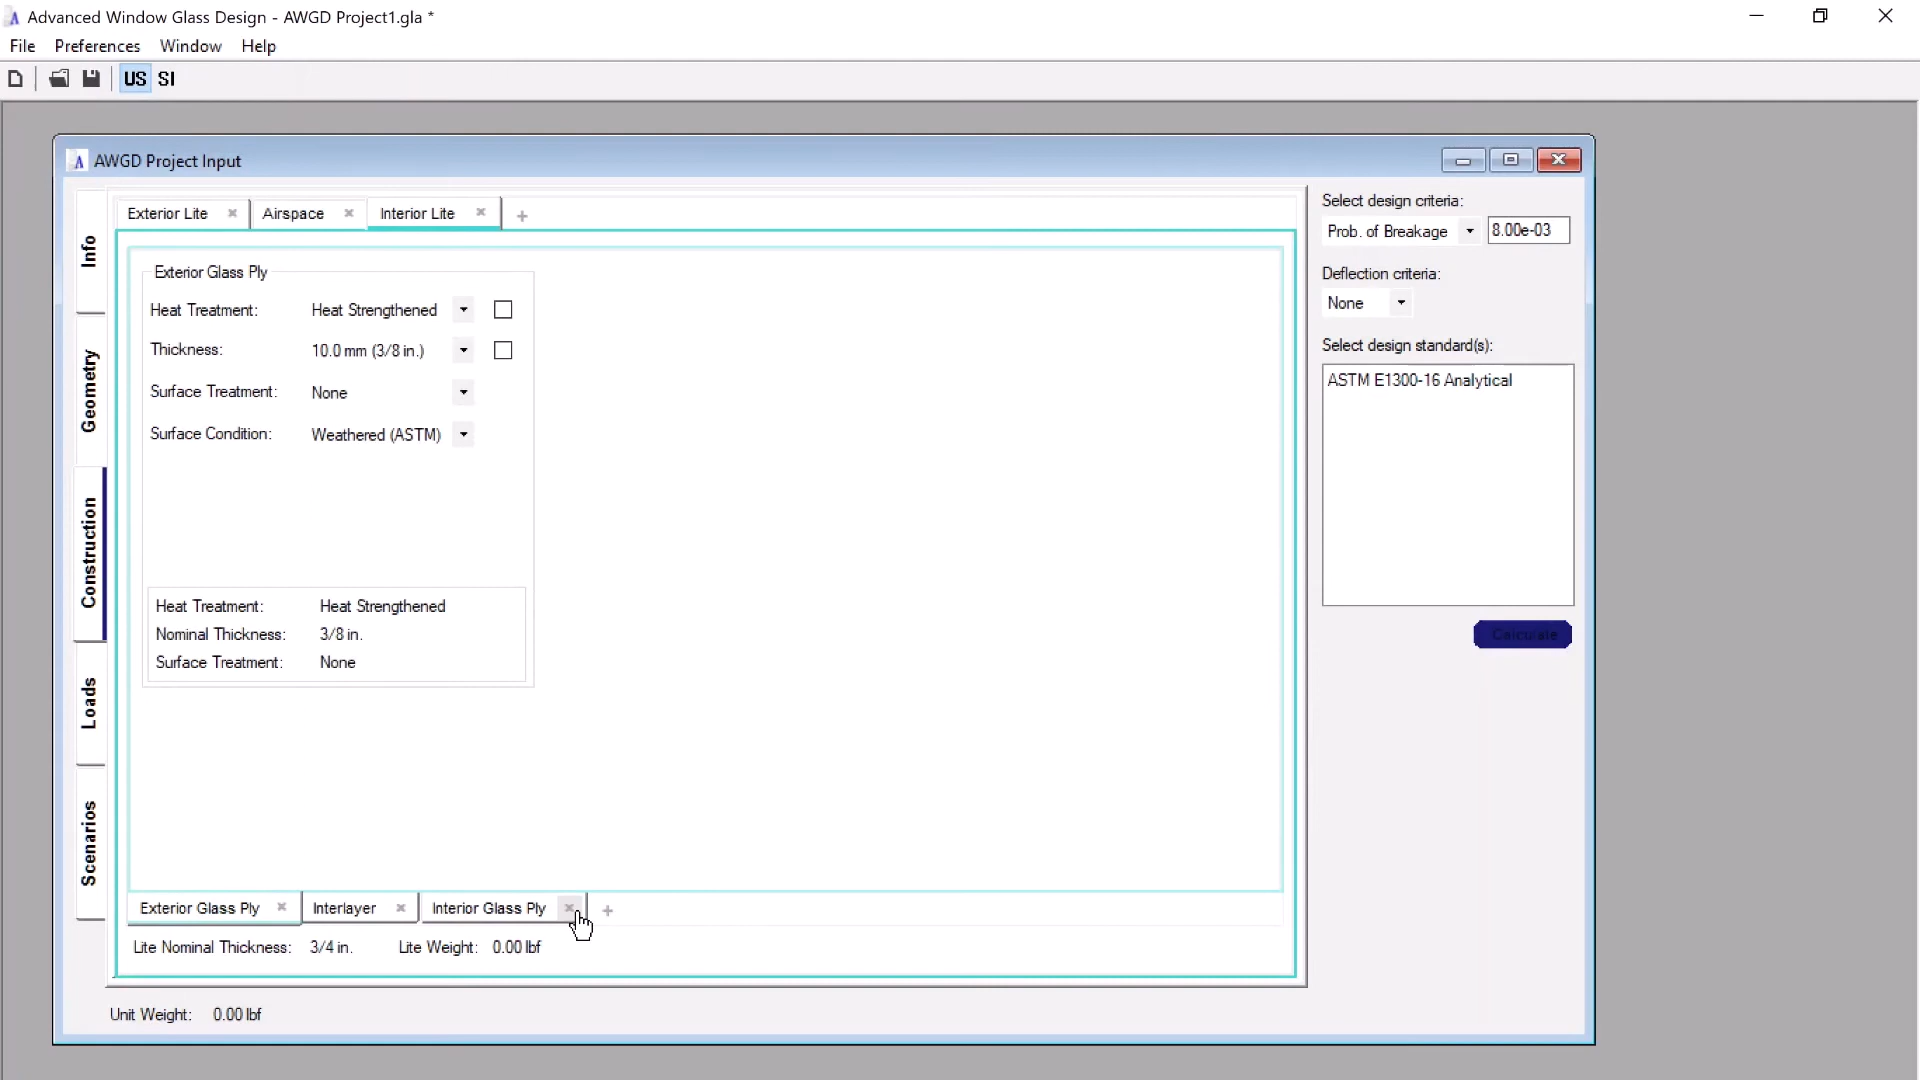 Advanced Window Glass Design - AWGD Project1.gla *
File Preferences Window Help
US SI
AWGD Project Input
Exterior Lite Airspace Interior Lite +
Info
Geometry
Construction
Loads
Scenarios
Exterior Glass Ply
Heat Treatment: Heat Strengthened
Thickness: 10.0 mm (3/8 in.)
Surface Treatment: None
Surface Condition: Weathered (ASTM)
Heat Treatment: Heat Strengthened
Nominal Thickness: 3/8 in.
Surface Treatment: None
Exterior Glass Ply Interlayer Interior Glass Ply +
Lite Nominal Thickness: 3/4 in. Lite Weight: 0.00 lbf
Unit Weight: 0.00 lbf
Select design criteria:
Prob. of Breakage 8.00e-03
Deflection criteria:
None
Select design standard(s):
ASTM E1300-16 Analytical
Calculate